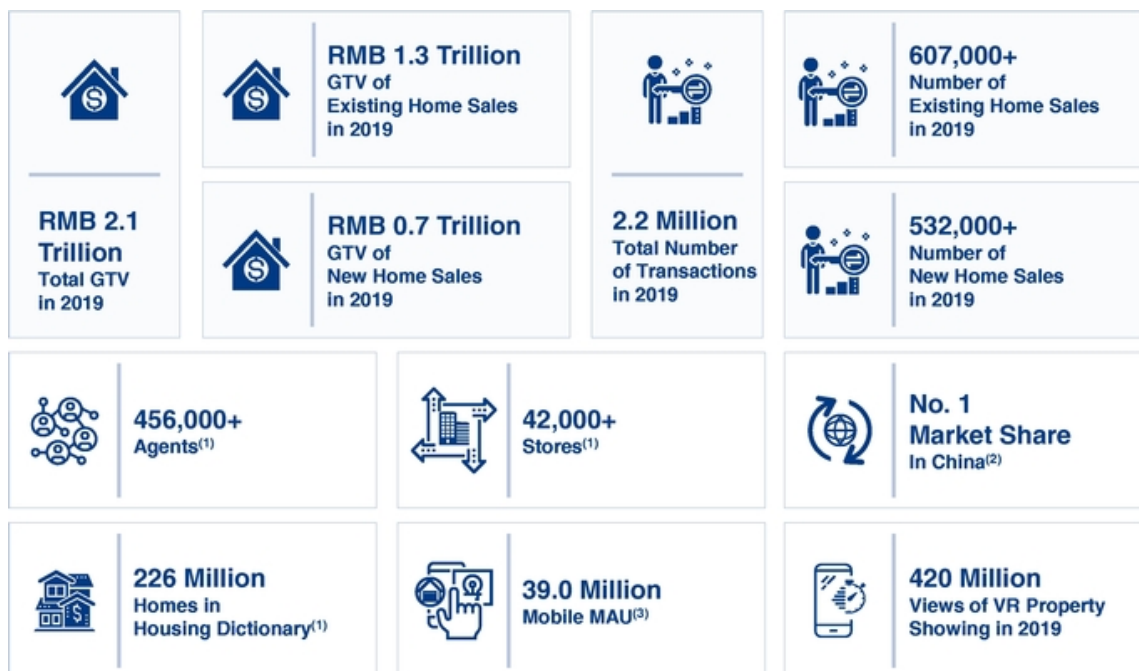 RMB 2.1
Trillion
Total GTV
in 2019
RMB 1.3 Trillion
GTV of
Existing Home Sales
in 2019
RMB 0.7 Trillion
GTV of
New Home Sales
in 2019
2.2 Million
Total Number
of Transactions
in 2019
607,000+
Number of
Existing Home Sales
in 2019
532,000+
Number of
New Home Sales
in 2019
456,000+
Agents(1)
42,000+
Stores(1)
No. 1
Market Share
In China(2)
226 Million
Homes in
Housing Dictionary(1)
39.0 Million
Mobile MAU(3)
420 Million
Views of VR Property
Showing in 2019